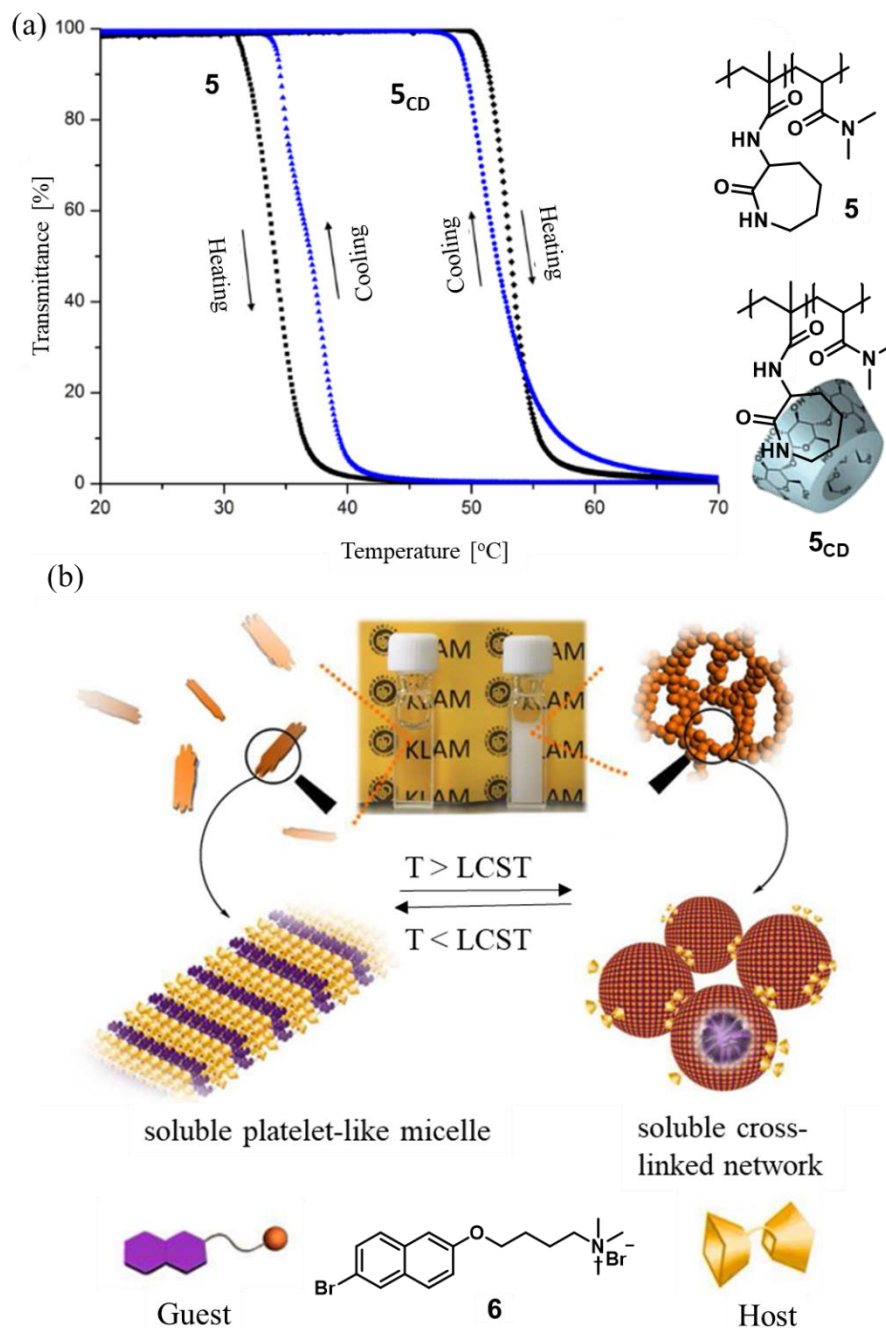 (a)
100
80
60
40
20
0
20
30
40
50
60
70
Transmittance [%]
Temperature [°C]
5
5CD
Heating
Cooling
Cooling
Heating
O
O
HN
N
O
N
H
5
O
O
HN
N
O
HN
5CD
(b)
KLAM
KLAM
KLAM
KLAM
AM
KLAM
T > LCST
T < LCST
soluble platelet-like micelle
soluble cross-
linked network
Br
O
N
+
Br−
Guest
6
Host